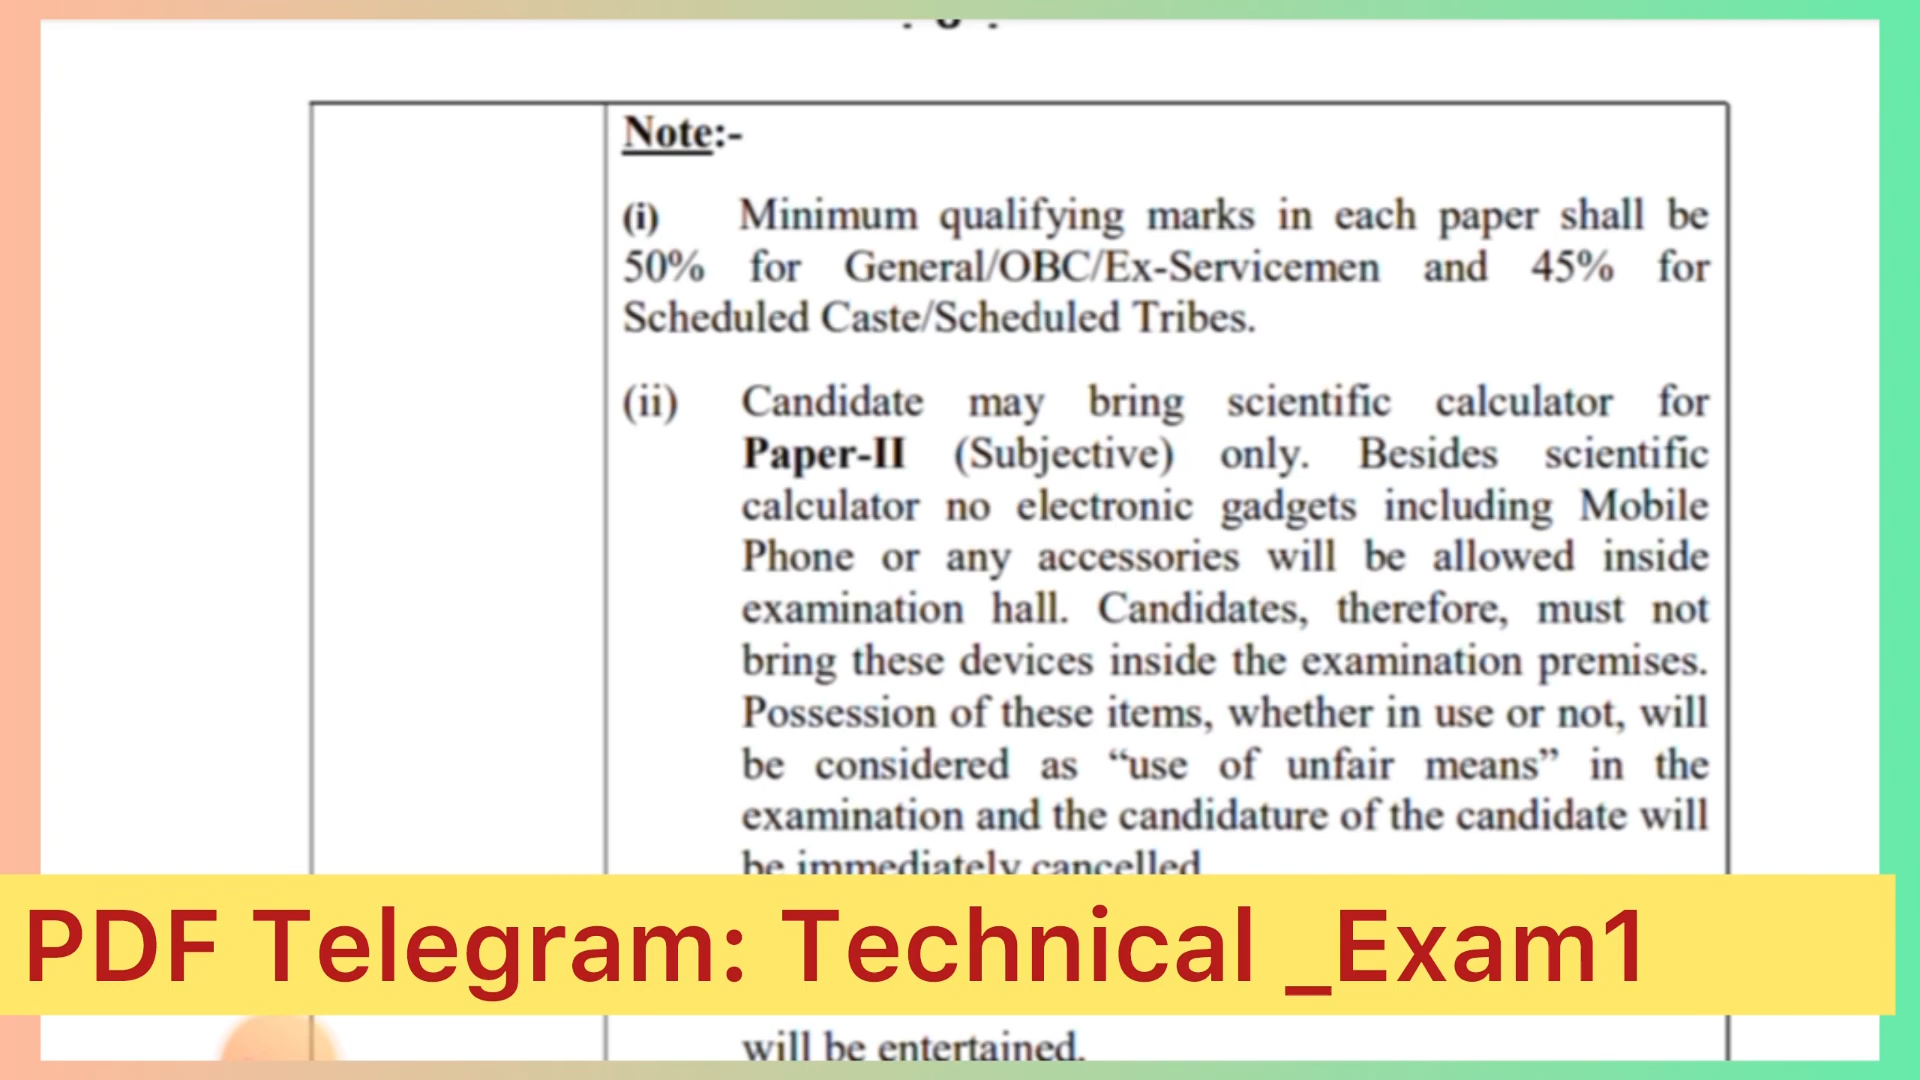 Note:-
(i) Minimum qualifying marks in each paper shall be
50% for General/OBC/Ex-Servicemen and 45% for
Scheduled Caste/Scheduled Tribes.
(ii) Candidate may bring scientific calculator for
Paper-II (Subjective) only. Besides scientific
calculator no electronic gadgets including Mobile
Phone or any accessories will be allowed inside
examination hall. Candidates, therefore, must not
bring these devices inside the examination premises.
Possession of these items, whether in use or not, will
be considered as “use of unfair means” in the
examination and the candidature of the candidate will
be immediately cancelled
PDF Telegram: Technical _Exam1
will be entertained.